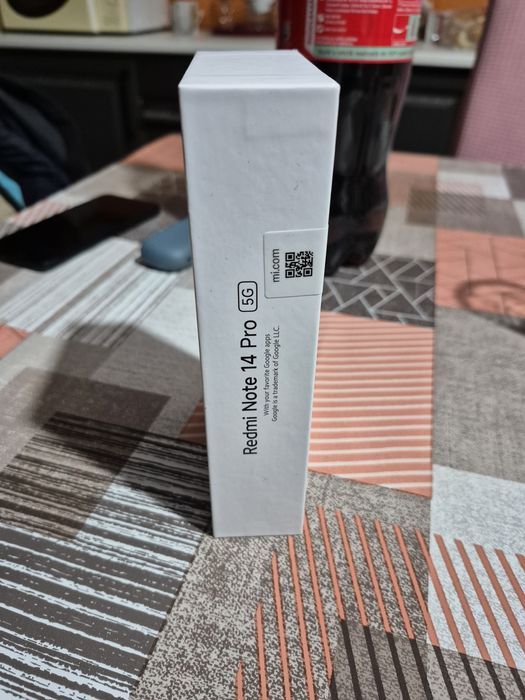 Redmi Note 14 Pro 5G
With your favorite Google apps
Google is a trademark of Google LLC.
mi.com